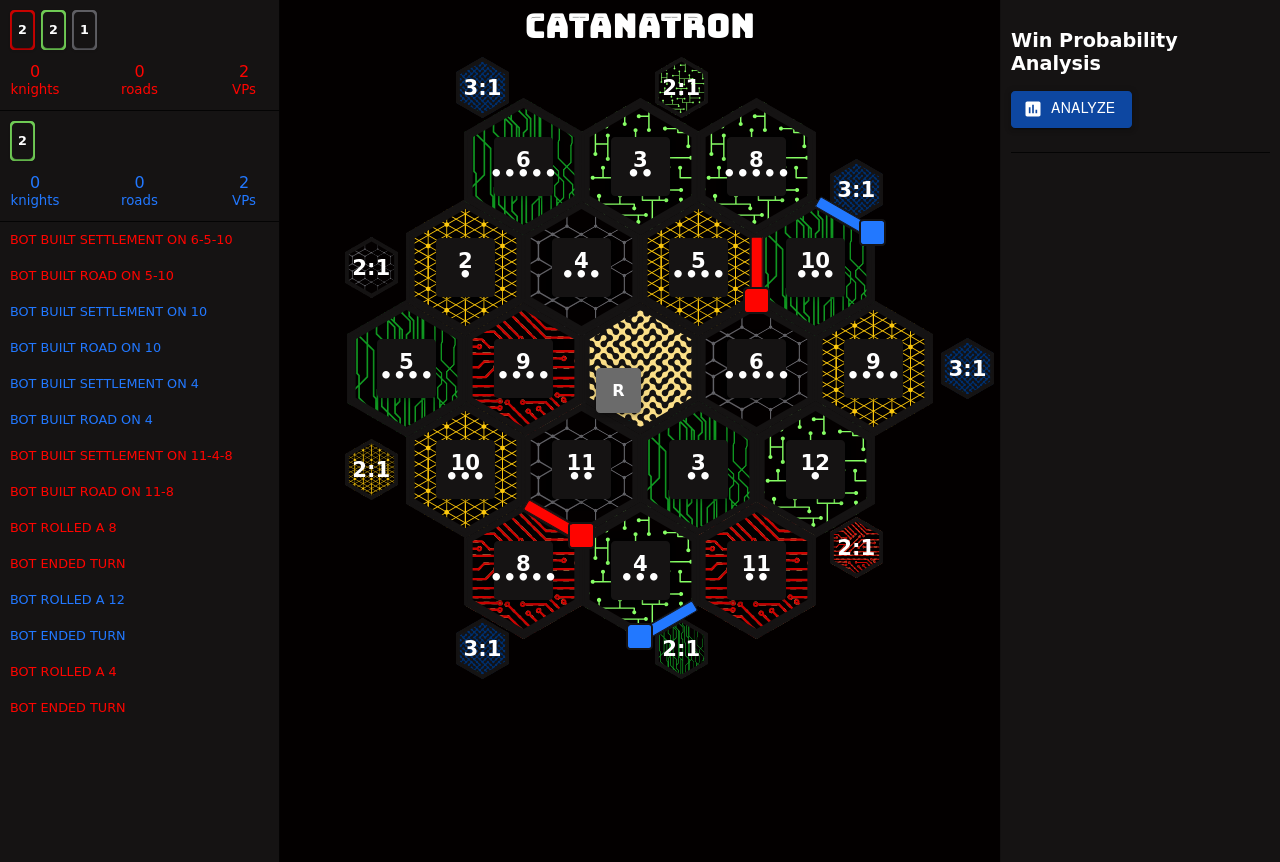 2 2 1
0 0 2
knights roads VPs
2
0 0 2
knights roads VPs
BOT BUILT SETTLEMENT ON 6-5-10
BOT BUILT ROAD ON 5-10
BOT BUILT SETTLEMENT ON 10
BOT BUILT ROAD ON 10
BOT BUILT SETTLEMENT ON 4
BOT BUILT ROAD ON 4
BOT BUILT SETTLEMENT ON 11-4-8
BOT BUILT ROAD ON 11-8
BOT ROLLED A 8
BOT ENDED TURN
BOT ROLLED A 12
BOT ENDED TURN
BOT ROLLED A 4
BOT ENDED TURN
CATANATRON
3:1 2:1
6 3 8
3:1
2:1 2 4 5 10
5 9 6 9 3:1
R
2:1 10 11 3 12
2:1
8 4 11
3:1 2:1
Win Probability
Analysis
ANALYZE